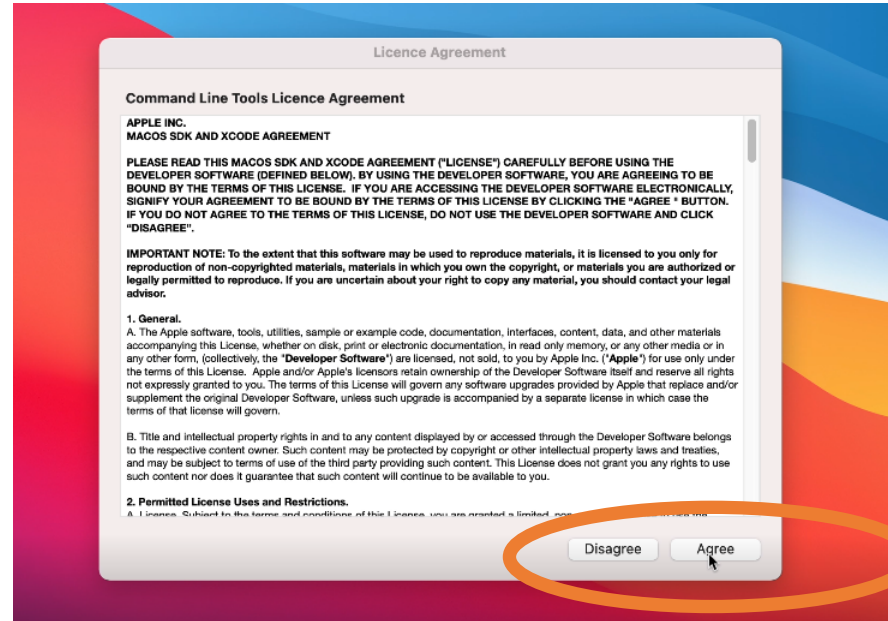 Licence Agreement
Command Line Tools Licence Agreement
APPLE INC.
MACOS SDK AND XCODE AGREEMENT
PLEASE READ THIS MACOS SDK AND XCODE AGREEMENT ("LICENSE") CAREFULLY BEFORE USING THE
DEVELOPER SOFTWARE (DEFINED BELOW). BY USING THE DEVELOPER SOFTWARE, YOU ARE AGREEING TO BE
BOUND BY THE TERMS OF THIS LICENSE.  IF YOU ARE ACCESSING THE DEVELOPER SOFTWARE ELECTRONICALLY,
SIGNIFY YOUR AGREEMENT TO BE BOUND BY THE TERMS OF THIS LICENSE BY CLICKING THE "AGREE " BUTTON.
IF YOU DO NOT AGREE TO THE TERMS OF THIS LICENSE, DO NOT USE THE DEVELOPER SOFTWARE AND CLICK
“DISAGREE”.
IMPORTANT NOTE: To the extent that this software may be used to reproduce materials, it is licensed to you only for
reproduction of non-copyrighted materials, materials in which you own the copyright, or materials you are authorized or
legally permitted to reproduce. If you are uncertain about your right to copy any material, you should contact your legal
advisor.
1. General.
A. The Apple software, tools, utilities, sample or example code, documentation, interfaces, content, data, and other materials
accompanying this License, whether on disk, print or electronic documentation, in read only memory, or any other media or in
any other form, (collectively, the "Developer Software") are licensed, not sold, to you by Apple Inc. ("Apple") for use only under
the terms of this License.  Apple and/or Apple's licensors retain ownership of the Developer Software itself and reserve all rights
not expressly granted to you. The terms of this License will govern any software upgrades provided by Apple that replace and/or
supplement the original Developer Software, unless such upgrade is accompanied by a separate license in which case the
terms of that license will govern.
B. Title and intellectual property rights in and to any content displayed by or accessed through the Developer Software belongs
to the respective content owner. Such content may be protected by copyright or other intellectual property laws and treaties,
and may be subject to terms of use of the third party providing such content. This License does not grant you any rights to use
such content nor does it guarantee that such content will continue to be available to you.
2. Permitted License Uses and Restrictions.
A. License. Subject to the terms and conditions of this License, you are granted a limited,
Disagree Agree